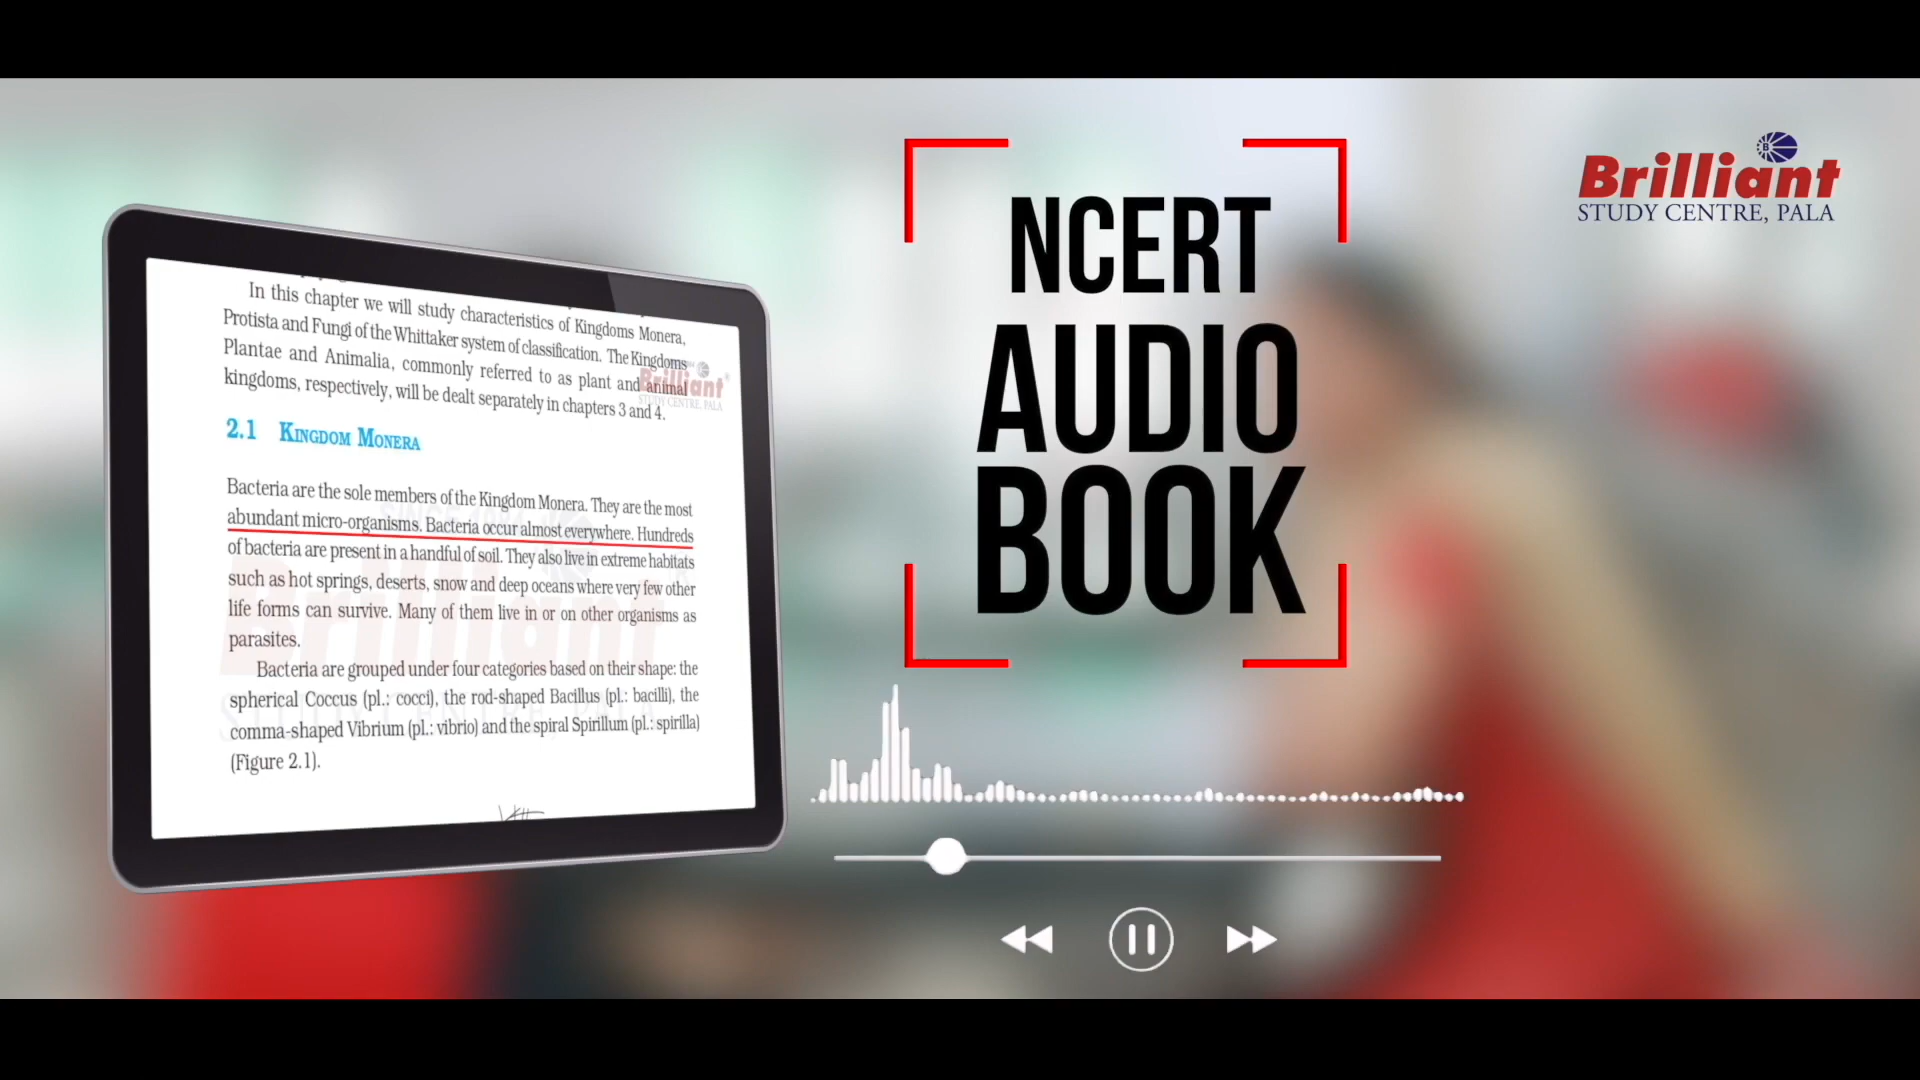 In this chapter we will study characteristics of Kingdoms Monera,
Protista and Fungi of the Whittaker system of classification. The Kingdoms
Plantae and Animalia, commonly referred to as plant and animal
kingdoms, respectively, will be dealt separately in chapters 3 and 4.
2.1 KINGDOM MONERA
Bacteria are the sole members of the Kingdom Monera. They are the most
abundant micro-organisms. Bacteria occur almost everywhere. Hundreds
of bacteria are present in a handful of soil. They also live in extreme habitats
such as hot springs, deserts, snow and deep oceans where very few other
life forms can survive. Many of them live in or on other organisms as
parasites.
Bacteria are grouped under four categories based on their shape: the
spherical Coccus (pl.: cocci), the rod-shaped Bacillus (pl.: bacilli), the
comma-shaped Vibrium (pl.: vibrio) and the spiral Spirillum (pl.: spirilla)
(Figure 2.1).
Brilliant
STUDY CENTRE, PALA
Brilliant
STUDY CENTRE, PALA
NCERT
AUDIO
BOOK
B
Brilliant
STUDY CENTRE, PALA